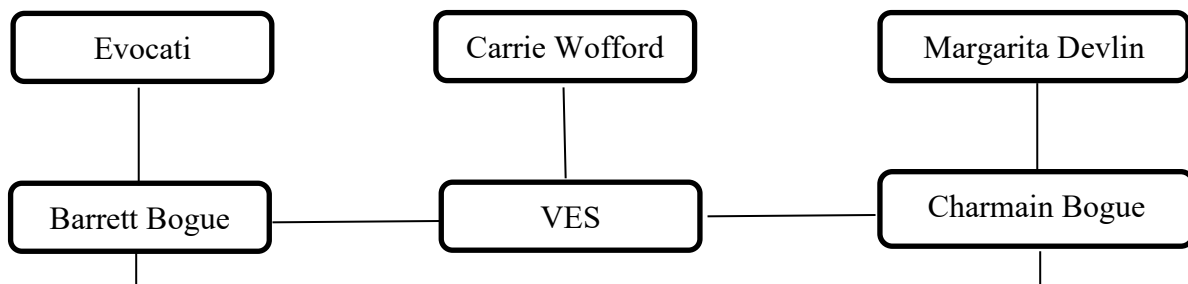 Evocati
Carrie Wofford
Margarita Devlin
Barrett Bogue
VES
Charmain Bogue